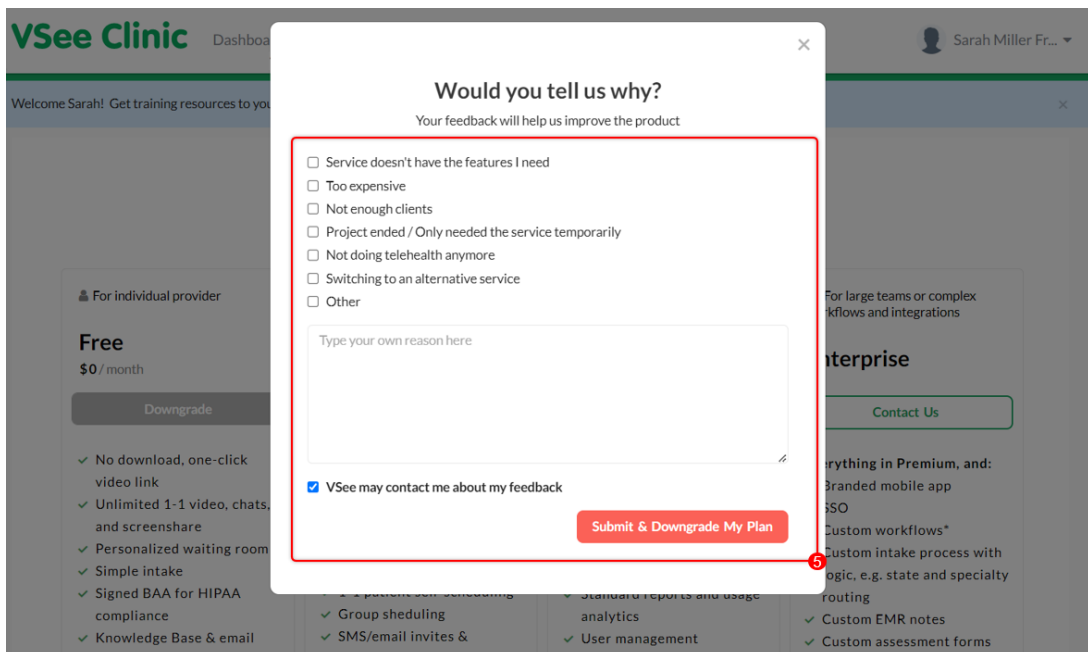 VSee Clinic
Dashboa
Sarah Miller Fr...
Welcome Sarah! Get training resources to you
Would you tell us why?
Your feedback will help us improve the product
Service doesn't have the features I need
Too expensive
Not enough clients
Project ended / Only needed the service temporarily
Not doing telehealth anymore
Switching to an alternative service
Other
Type your own reason here
VSee may contact me about my feedback
Submit & Downgrade My Plan
5
For individual provider
Free
$0 / month
Downgrade
No download, one-click
video link
Unlimited 1-1 video, chats,
and screenshare
Personalized waiting room
Simple intake
Signed BAA for HIPAA
compliance
Knowledge Base & email
1-1 patient self-scheduling
Group sheduling
SMS/email invites &
Standard reports and usage
analytics
User management
For large teams or complex
rkflows and integrations
nterprise
Contact Us
erything in Premium, and:
Branded mobile app
SSO
Custom workflows*
Custom intake process with
logic, e.g. state and specialty
routing
Custom EMR notes
Custom assessment forms